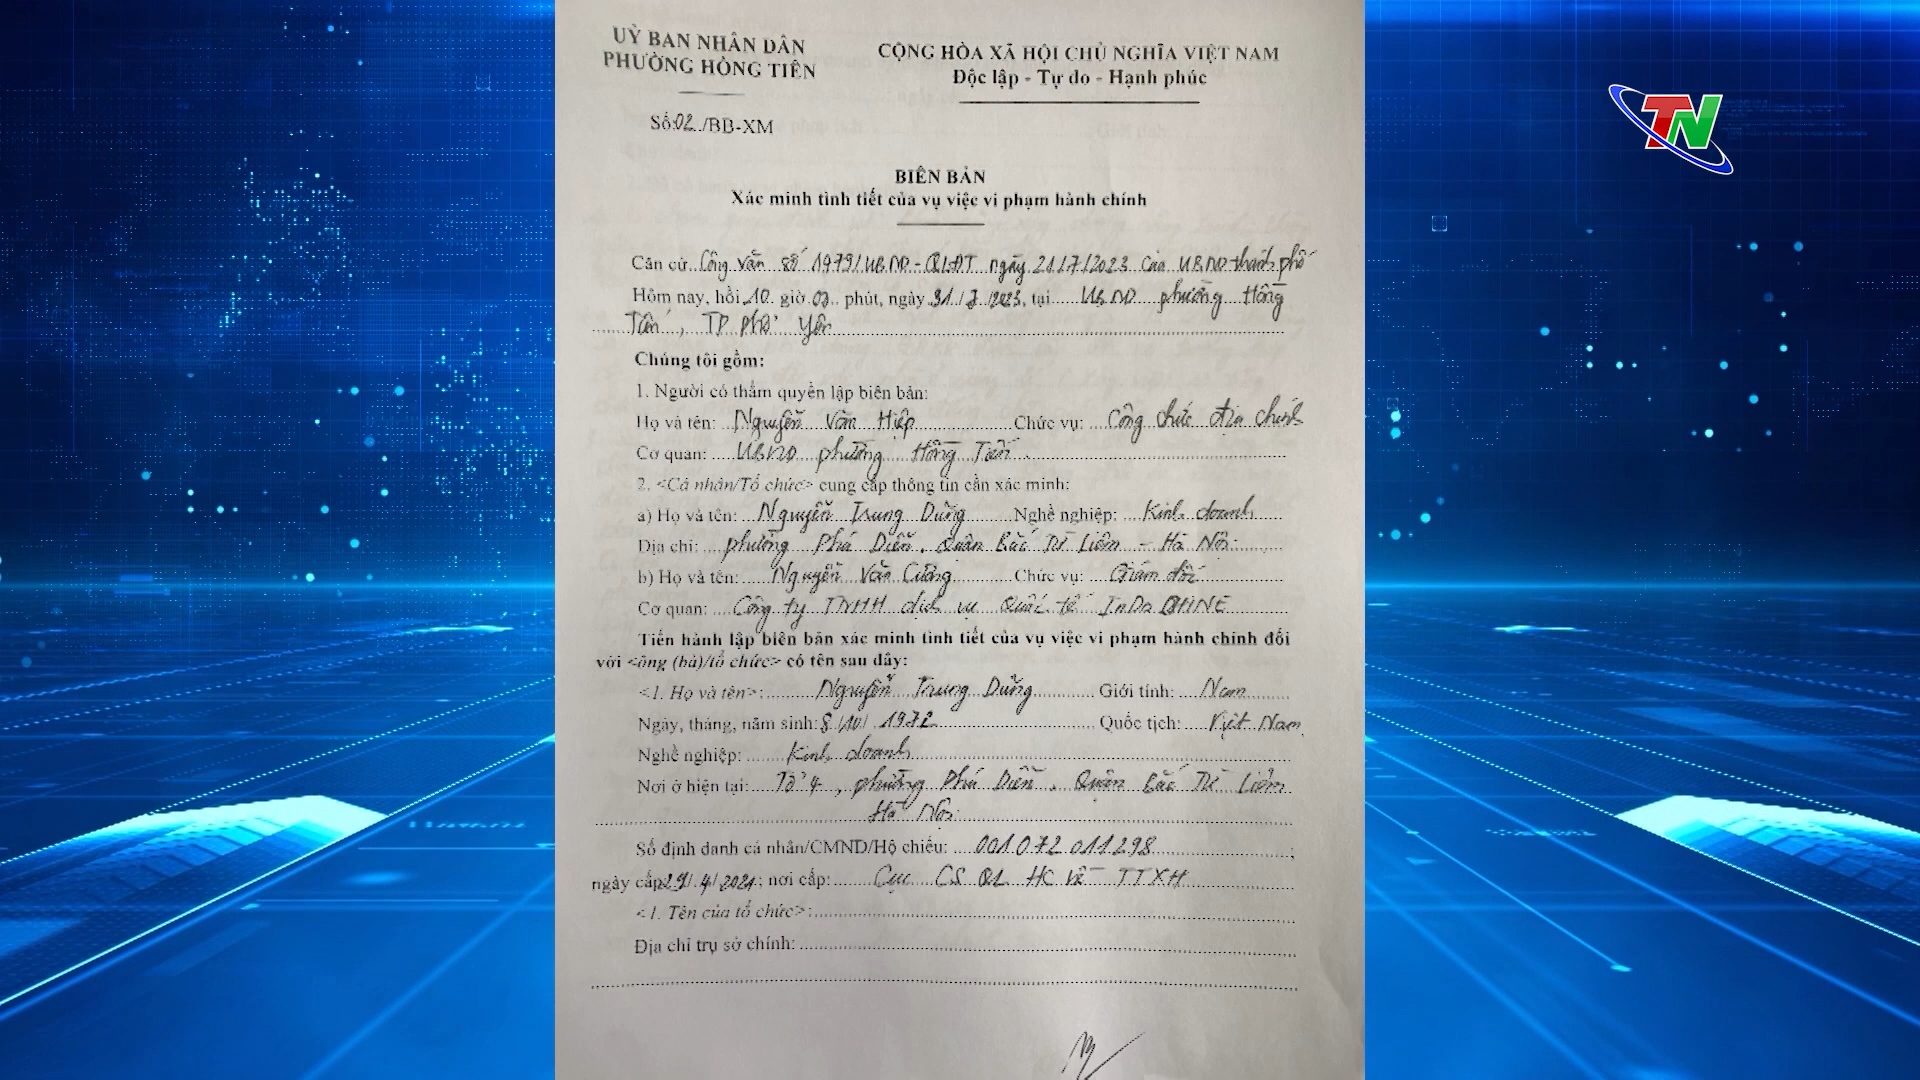 UỶ BAN NHÂN DÂN
PHƯỜNG HỒNG TIẾN
CỘNG HÒA XÃ HỘI CHỦ NGHĨA VIỆT NAM
Độc lập - Tự do - Hạnh phúc
Số:02../BB-XM
TN
BIÊN BẢN
Xác minh tình tiết của vụ việc vi phạm hành chính
Căn cứ Công văn số 1979/UBND-QLĐT ngày 21/7/2023 của UBND thành phố
Hôm nay, hồi 10 giờ 00 phút, ngày 31/7/2023, tại UBND phường Hồng
Tiến, TP Phổ Yên
Chúng tôi gồm:
1. Người có thẩm quyền lập biên bản:
Họ và tên: Nguyễn Văn Hiệp Chức vụ: Công chức địa chính
Cơ quan: UBND phường Hồng Tiến
2. <Cá nhân/Tổ chức> cung cấp thông tin cần xác minh:
a) Họ và tên: Nguyễn Trung Dũng Nghề nghiệp: Kinh doanh
Địa chỉ: phường Phú Diễn, Quận Bắc Từ Liêm - Hà Nội
b) Họ và tên: Nguyễn Văn Cường Chức vụ: Giám đốc
Cơ quan: Công ty TNHH dịch vụ Quốc tế InDo CHINE
Tiến hành lập biên bản xác minh tình tiết của vụ việc vi phạm hành chính đối
với <ông (bà)/tổ chức> có tên sau đây:
<1. Họ và tên>: Nguyễn Trung Dũng Giới tính: Nam
Ngày, tháng, năm sinh: 8/10/1972 Quốc tịch: Việt Nam
Nghề nghiệp: Kinh doanh
Nơi ở hiện tại: Tổ 4, phường Phú Diễn, Quận Bắc Từ Liêm
Hà Nội
Số định danh cá nhân/CMND/Hộ chiếu: 001072011298;
ngày cấp 29/4/2021; nơi cấp: Cục CS QL HC về TTXH
<1. Tên của tổ chức>:
Địa chỉ trụ sở chính: